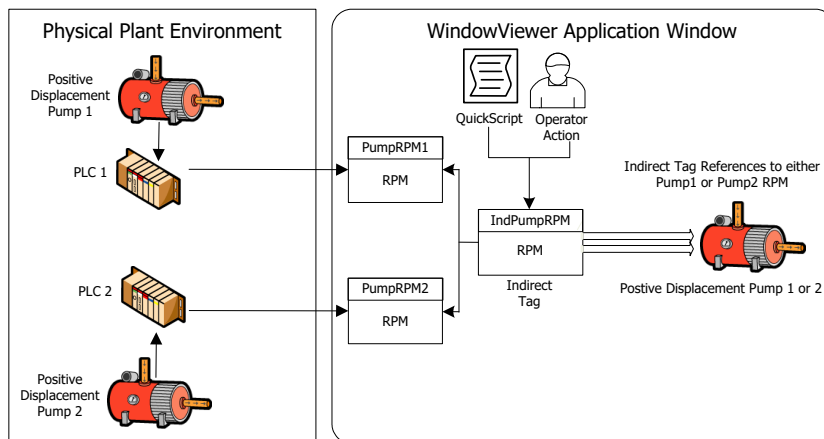 Physical Plant Environment
Positive
Displacement
Pump 1
PLC 1
PLC 2
Positive
Displacement
Pump 2
WindowViewer Application Window
QuickScript
Operator
Action
PumpRPM1
RPM
PumpRPM2
RPM
IndPumpRPM
RPM
Indirect
Tag
Indirect Tag References to either
Pump1 or Pump2 RPM
Postive Displacement Pump 1 or 2